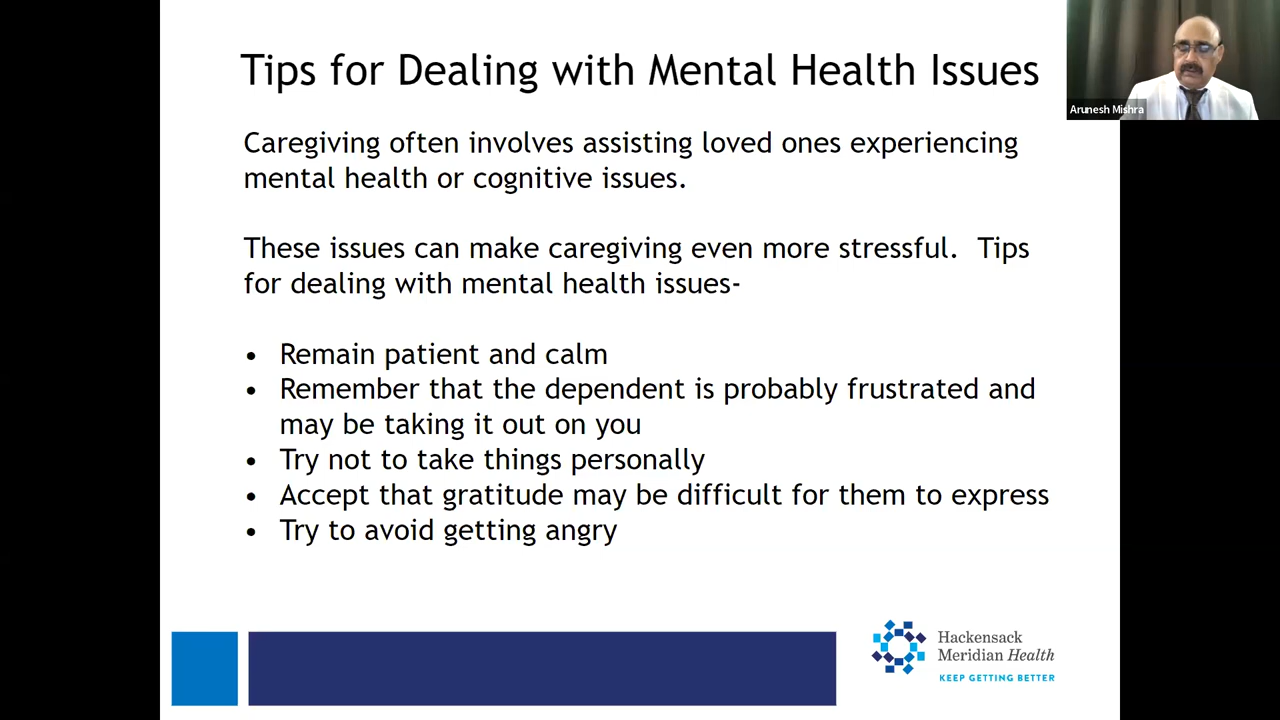 Tips for Dealing with Mental Health Issues
Arunesh Mishra
Caregiving often involves assisting loved ones experiencing
mental health or cognitive issues.
These issues can make caregiving even more stressful.  Tips
for dealing with mental health issues-
• Remain patient and calm
• Remember that the dependent is probably frustrated and
may be taking it out on you
• Try not to take things personally
• Accept that gratitude may be difficult for them to express
• Try to avoid getting angry
Hackensack
Meridian Health
KEEP GETTING BETTER